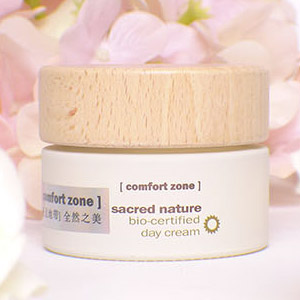 [ comfort zone ]
comfort zone ]
全然之美
sacred nature
bio-certified
day cream